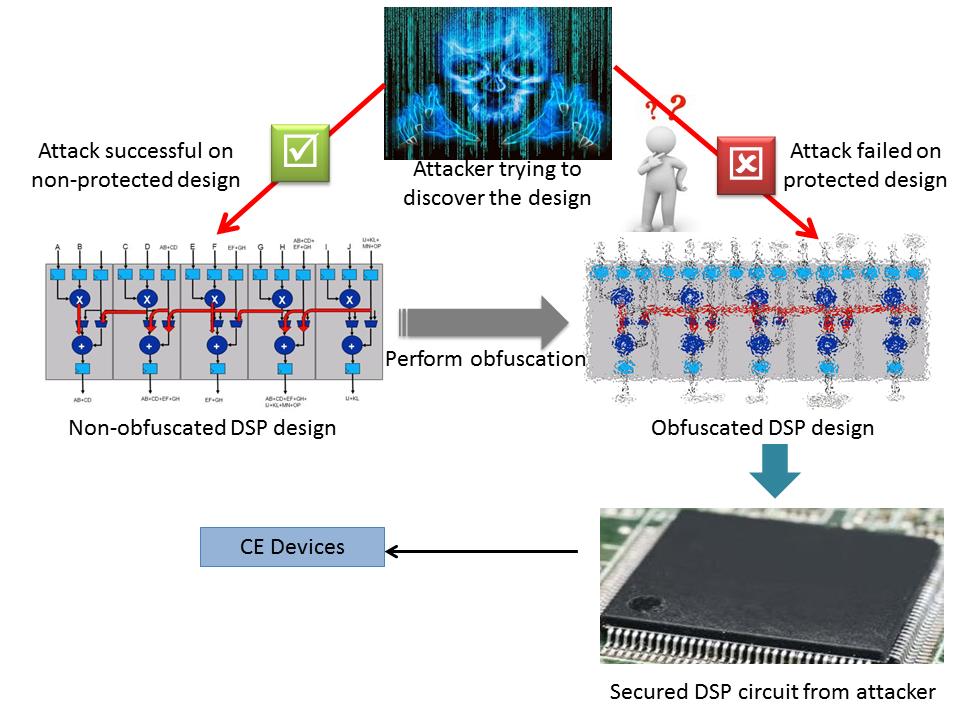 Attack successful on
non-protected design
? ?
Attacker trying to
discover the design
Attack failed on
protected design
A B C D AB+CD E F EF+GH G H AB+CD+ I J IJ+KL+
EF+GH MN+OP
X X X X X
+ + + + +
AB+CD AB+CD+EF+GH EF+GH AB+CD+EF+GH+ IJ+KL
IJ+KL+MN+OP
Perform obfuscation
Non-obfuscated DSP design
Obfuscated DSP design
CE Devices
Secured DSP circuit from attacker